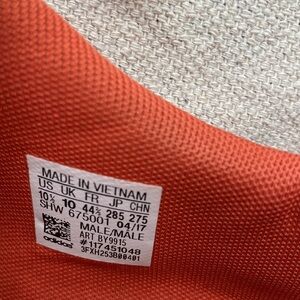 MADE IN VIETNAM
US UK FR JP CHN
10½ 10 44⅔ 285 275
SHW 675001 04/17
MALE/MALE
ART BY9915
#117451048
3FXH253B00401
adidas